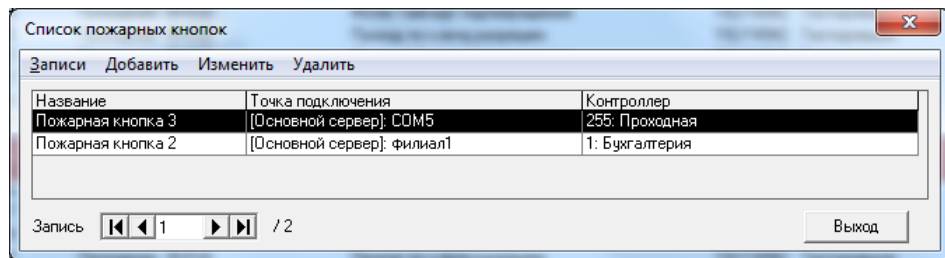 Список пожарных кнопок
Записи Добавить Изменить Удалить
Название Точка подключения Контроллер
Пожарная кнопка 3 [Основной сервер]: COM5 255: Проходная
Пожарная кнопка 2 [Основной сервер]: филиал1 1: Бухгалтерия
Запись 1 / 2 Выход